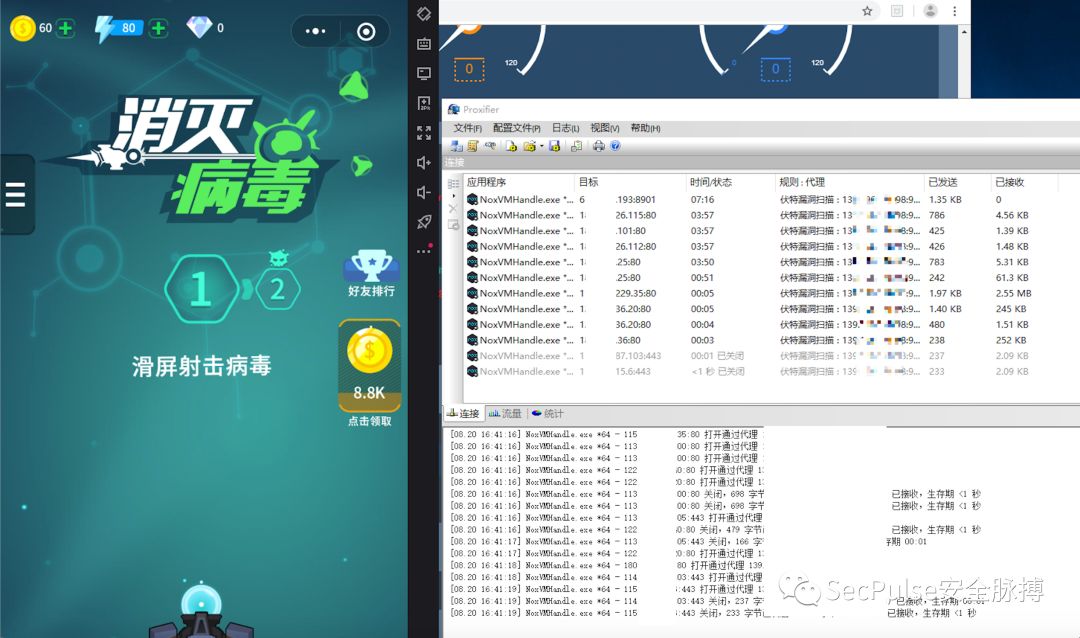 60
80
0
消灭
病毒
1
2
好友排行
滑屏射击病毒
8.8K
点击领取
0
120
0
0
120
Proxifier
文件(F) 配置文件(P) 日志(L) 视图(V) 帮助(H)
连接
应用程序 目标 时间/状态 规则 : 代理 已发送 已接收
NoxVMHandle.exe *... 6 .193:8901 07:16 伏特漏洞扫描 : 13 98:9... 1.35 KB 0
NoxVMHandle.exe *... 26.115:80 03:57 伏特漏洞扫描 : 13 :9... 786 4.56 KB
NoxVMHandle.exe *... .101:80 03:57 伏特漏洞扫描 : 13 :9... 425 1.39 KB
NoxVMHandle.exe *... 26.112:80 03:57 伏特漏洞扫描 : 13 :9... 426 1.48 KB
NoxVMHandle.exe *... .25:80 03:50 伏特漏洞扫描 : 13 :9... 783 5.31 KB
NoxVMHandle.exe *... .25:80 00:51 伏特漏洞扫描 : 13 :9... 242 61.3 KB
NoxVMHandle.exe *... 1 229.35:80 00:05 伏特漏洞扫描 : 13 :9... 1.97 KB 2.55 MB
NoxVMHandle.exe *... 1 36.20:80 00:05 伏特漏洞扫描 : 139 :9... 1.40 KB 245 KB
NoxVMHandle.exe *... 1 36.20:80 00:04 伏特漏洞扫描 : 139. 8:9... 480 1.51 KB
NoxVMHandle.exe *... 1 .36:80 00:03 伏特漏洞扫描 : 139. 8:9... 238 252 KB
NoxVMHandle.exe *... 1 87.103:443 00:01 已关闭 伏特漏洞扫描 : 139 :9... 237 2.09 KB
NoxVMHandle.exe *... 1 15.6:443 <1 秒 已关闭 伏特漏洞扫描 : 139 :9... 233 2.09 KB
连接 流量 统计
[08.20 16:41:16] NoxVMHandle.exe *64 - 115 35:80 打开通过代理
[08.20 16:41:16] NoxVMHandle.exe *64 - 113 00:80 打开通过代理
[08.20 16:41:16] NoxVMHandle.exe *64 - 113 00:80 打开通过代理
[08.20 16:41:16] NoxVMHandle.exe *64 - 122 0:80 打开通过代理 1
[08.20 16:41:16] NoxVMHandle.exe *64 - 122 0:80 打开通过代理 1
[08.20 16:41:16] NoxVMHandle.exe *64 - 113 00:80 关闭, 698 字节 已接收, 生存期 <1 秒
[08.20 16:41:16] NoxVMHandle.exe *64 - 113 00:80 关闭, 698 字节 已接收, 生存期 <1 秒
[08.20 16:41:16] NoxVMHandle.exe *64 - 113 05:443 打开通过代理
[08.20 16:41:16] NoxVMHandle.exe *64 - 122 0:80 关闭, 479 字节 已接收, 生存期 <1 秒
[08.20 16:41:17] NoxVMHandle.exe *64 - 113 05:443 关闭, 166 字 存期 00:01
[08.20 16:41:17] NoxVMHandle.exe *64 - 122 0:80 打开通过代理 1
[08.20 16:41:18] NoxVMHandle.exe *64 - 180 80 打开通过代理 139
[08.20 16:41:18] NoxVMHandle.exe *64 - 114 03:443 打开通过代理
[08.20 16:41:19] NoxVMHandle.exe *64 - 115 :443 打开通过代理
[08.20 16:41:19] NoxVMHandle.exe *64 - 114 03:443 关闭, 237 字 已接收, 生存期 00:01
[08.20 16:41:19] NoxVMHandle.exe *64 - 115 :443 关闭, 233 字节 已接收, 生存期 <1 秒
SecPulse安全脉搏